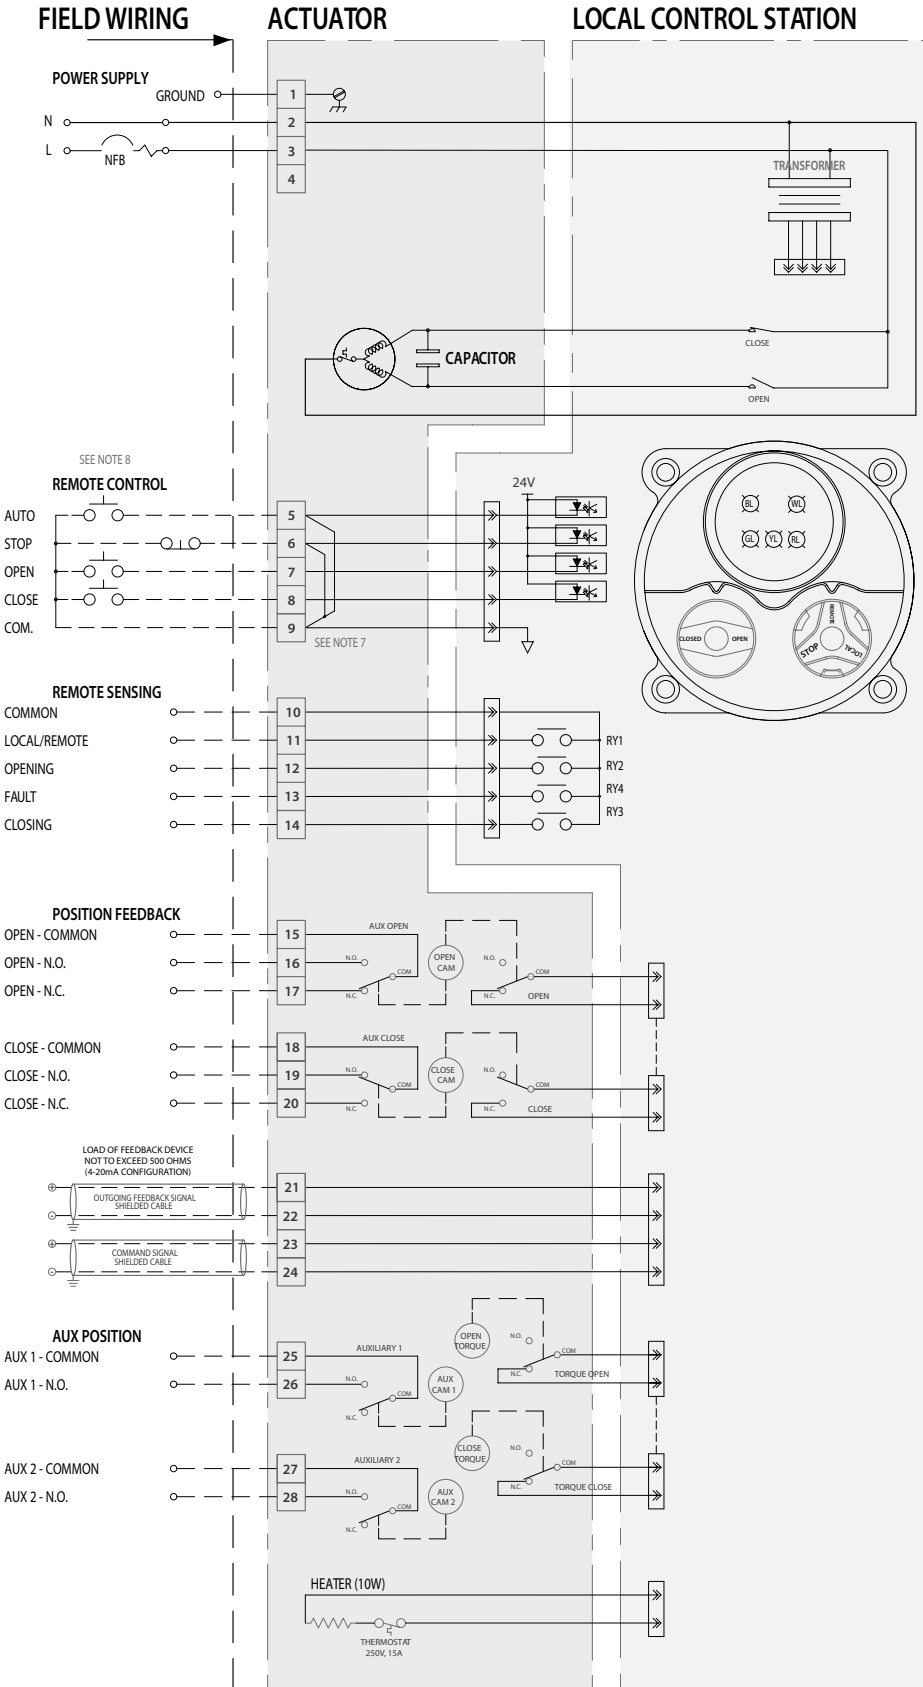 FIELD WIRING
ACTUATOR
LOCAL CONTROL STATION
POWER SUPPLY
GROUND
1
N
2
L
NFB
3
4
TRANSFORMER
CAPACITOR
CLOSE
OPEN
SEE NOTE 8
REMOTE CONTROL
AUTO
5
STOP
6
OPEN
7
CLOSE
8
COM.
9
SEE NOTE 7
24V
BL
WL
GL
YL
RL
CLOSED
OPEN
REMOTE
STOP
LOCAL
REMOTE SENSING
COMMON
10
LOCAL/REMOTE
11
RY1
OPENING
12
RY2
FAULT
13
RY4
CLOSING
14
RY3
POSITION FEEDBACK
OPEN - COMMON
15
AUX OPEN
OPEN - N.O.
16
N.O.
OPEN
CAM
N.O.
COM
COM
OPEN - N.C.
17
N.C.
N.C.
OPEN
CLOSE - COMMON
18
AUX CLOSE
CLOSE - N.O.
19
N.O.
CLOSE
CAM
N.O.
COM
COM
CLOSE - N.C.
20
N.C.
N.C.
CLOSE
LOAD OF FEEDBACK DEVICE
NOT TO EXCEED 500 OHMS
(4-20mA CONFIGURATION)
21
OUTGOING FEEDBACK SIGNAL
SHIELDED CABLE
22
23
COMMAND SIGNAL
SHIELDED CABLE
24
AUX POSITION
AUX 1 - COMMON
25
AUXILIARY 1
OPEN
TORQUE
N.O.
COM
N.C.
TORQUE OPEN
AUX 1 - N.O.
26
N.O.
COM
N.C.
AUX
CAM 1
AUX 2 - COMMON
27
AUXILIARY 2
CLOSE
TORQUE
N.O.
COM
N.C.
TORQUE CLOSE
AUX 2 - N.O.
28
N.O.
COM
N.C.
AUX
CAM 2
HEATER (10W)
THERMOSTAT
250V, 15A